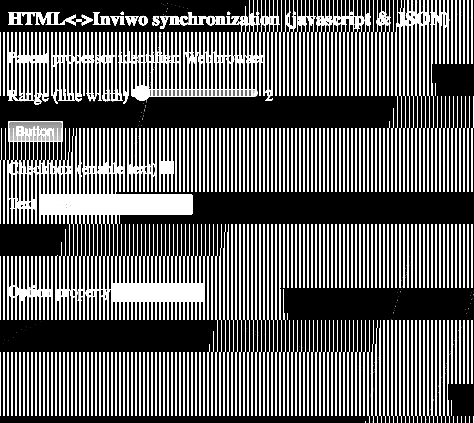 HTML<->Inviwo synchronization (javascript & JSON)
Parent processor identifier: Webbrowser
Range (line width) 2
Button
Checkbox (enable text)
Text
Option property